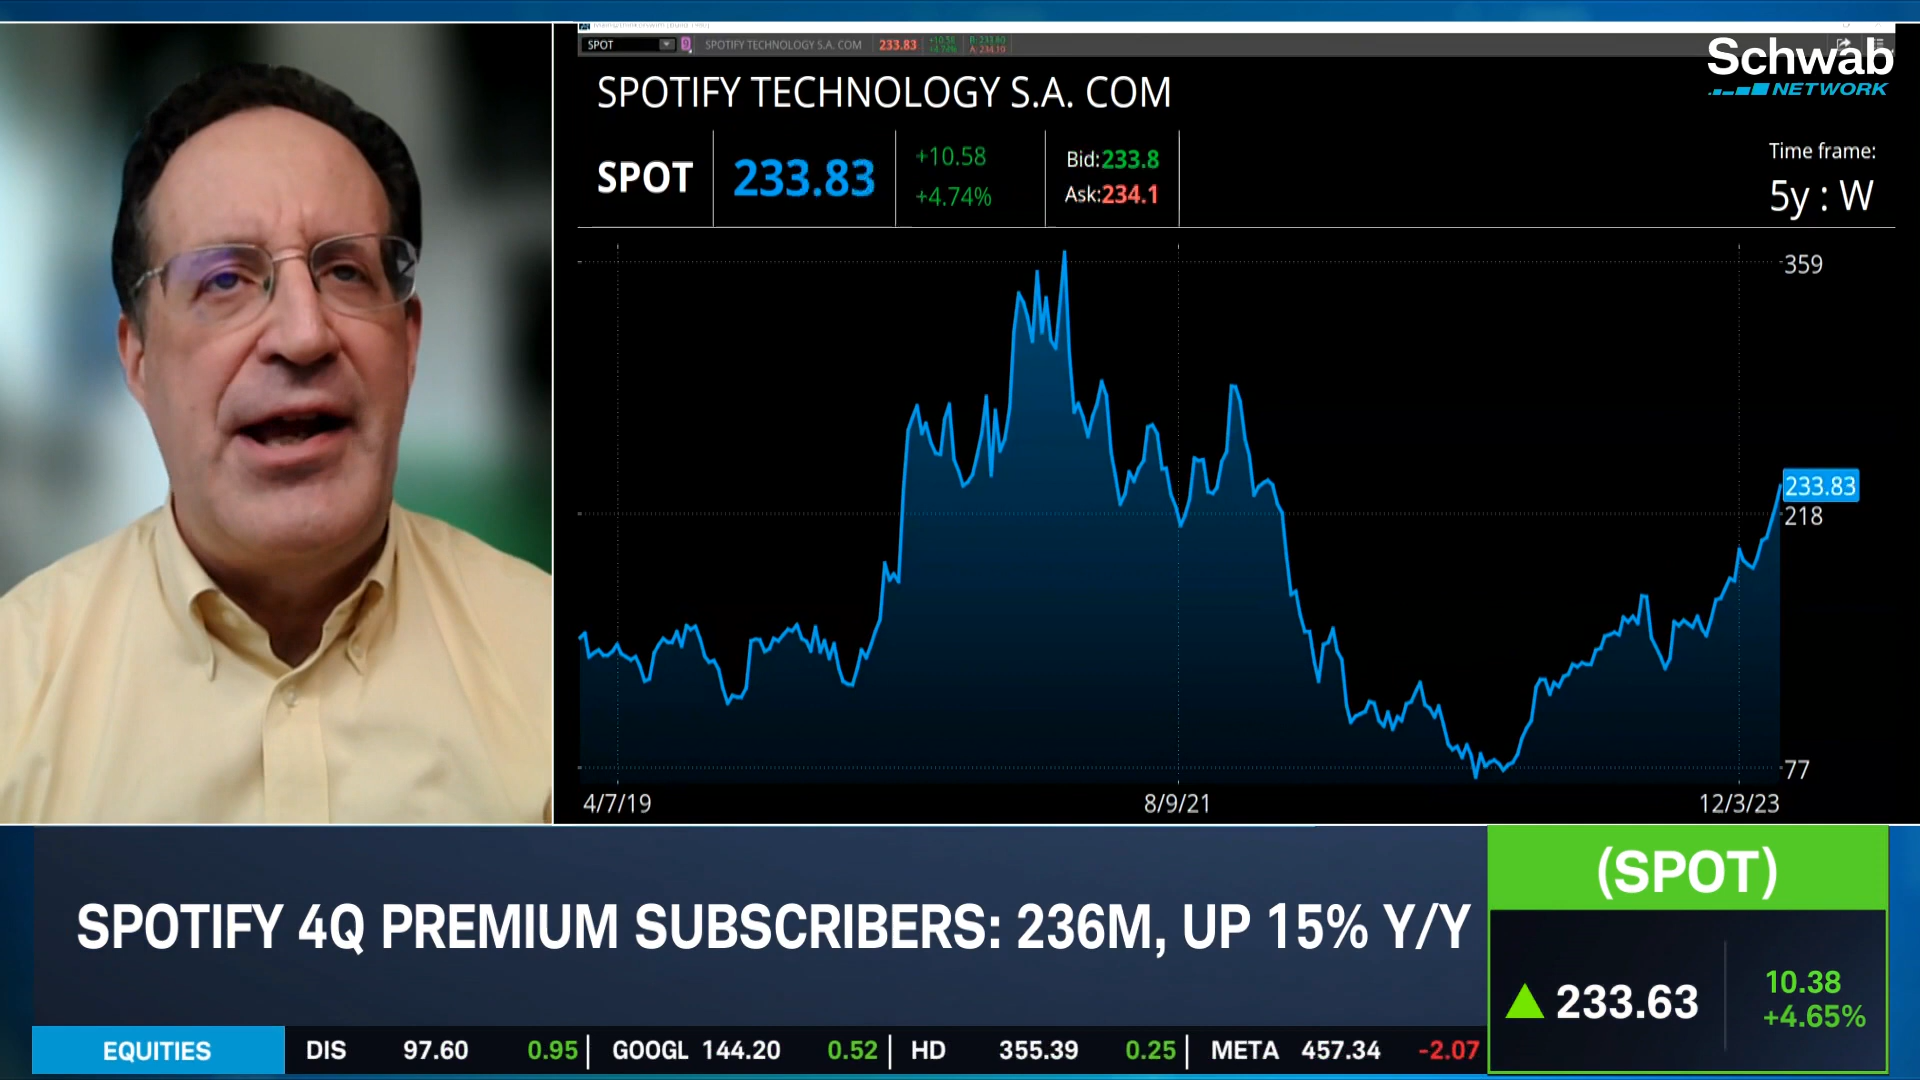 SPOT
SPOTIFY TECHNOLOGY S.A. COM
233.83
+10.58
+4.74%
Schwab
NETWORK
SPOTIFY TECHNOLOGY S.A. COM
SPOT
233.83
+10.58
+4.74%
Bid:233.8
Ask:234.1
Time frame:
5y : W
359
233.83
218
77
4/7/19
8/9/21
12/3/23
SPOTIFY 4Q PREMIUM SUBSCRIBERS: 236M, UP 15% Y/Y
(SPOT)
233.63
10.38
+4.65%
EQUITIES
DIS 97.60 0.95 GOOGL 144.20 0.52 HD 355.39 0.25 META 457.34 -2.07